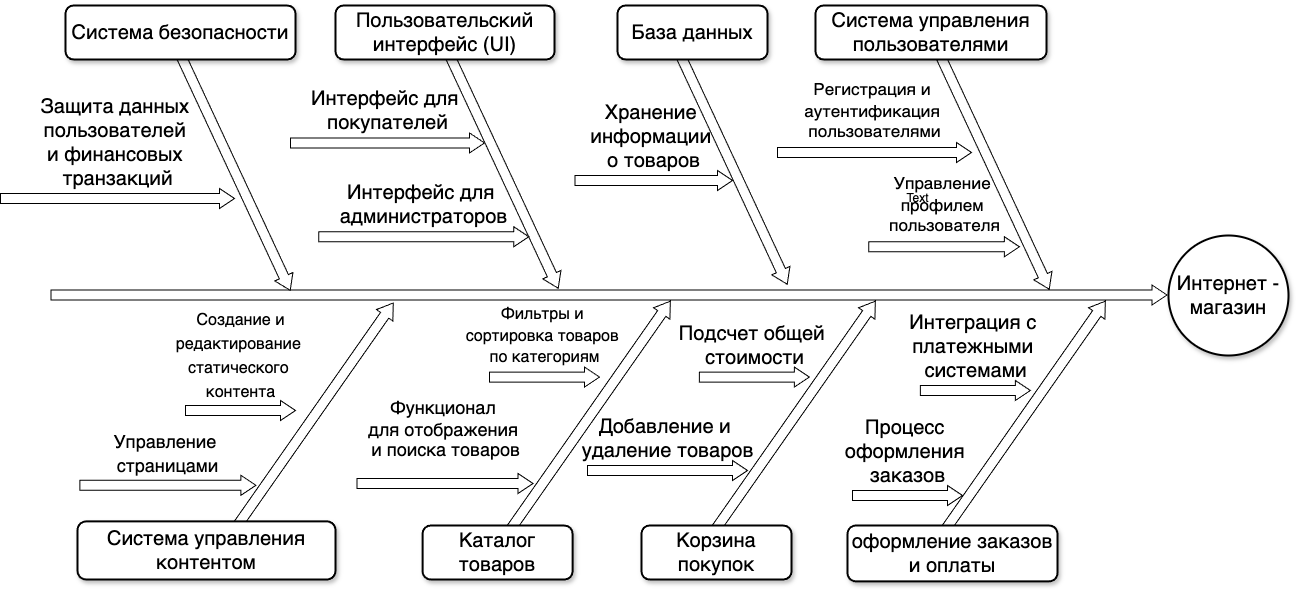 Система безопасности
Пользовательский
интерфейс (UI)
База данных
Система управления
пользователями
Защита данных
пользователей
и финансовых
транзакций
Интерфейс для
покупателей
Интерфейс для
администраторов
Хранение
информации
о товаров
Регистрация и
аутентификация
пользователями
Управление
Text
профилем
пользователя
Интернет -
магазин
Создание и
редактирование
статического
контента
Управление
страницами
Фильтры и
сортировка товаров
по категориям
Функционал
для отображения
и поиска товаров
Подсчет общей
стоимости
Добавление и
удаление товаров
Интеграция с
платежными
системами
Процесс
оформления
заказов
Система управления
контентом
Каталог
товаров
Корзина
покупок
оформление заказов
и оплаты